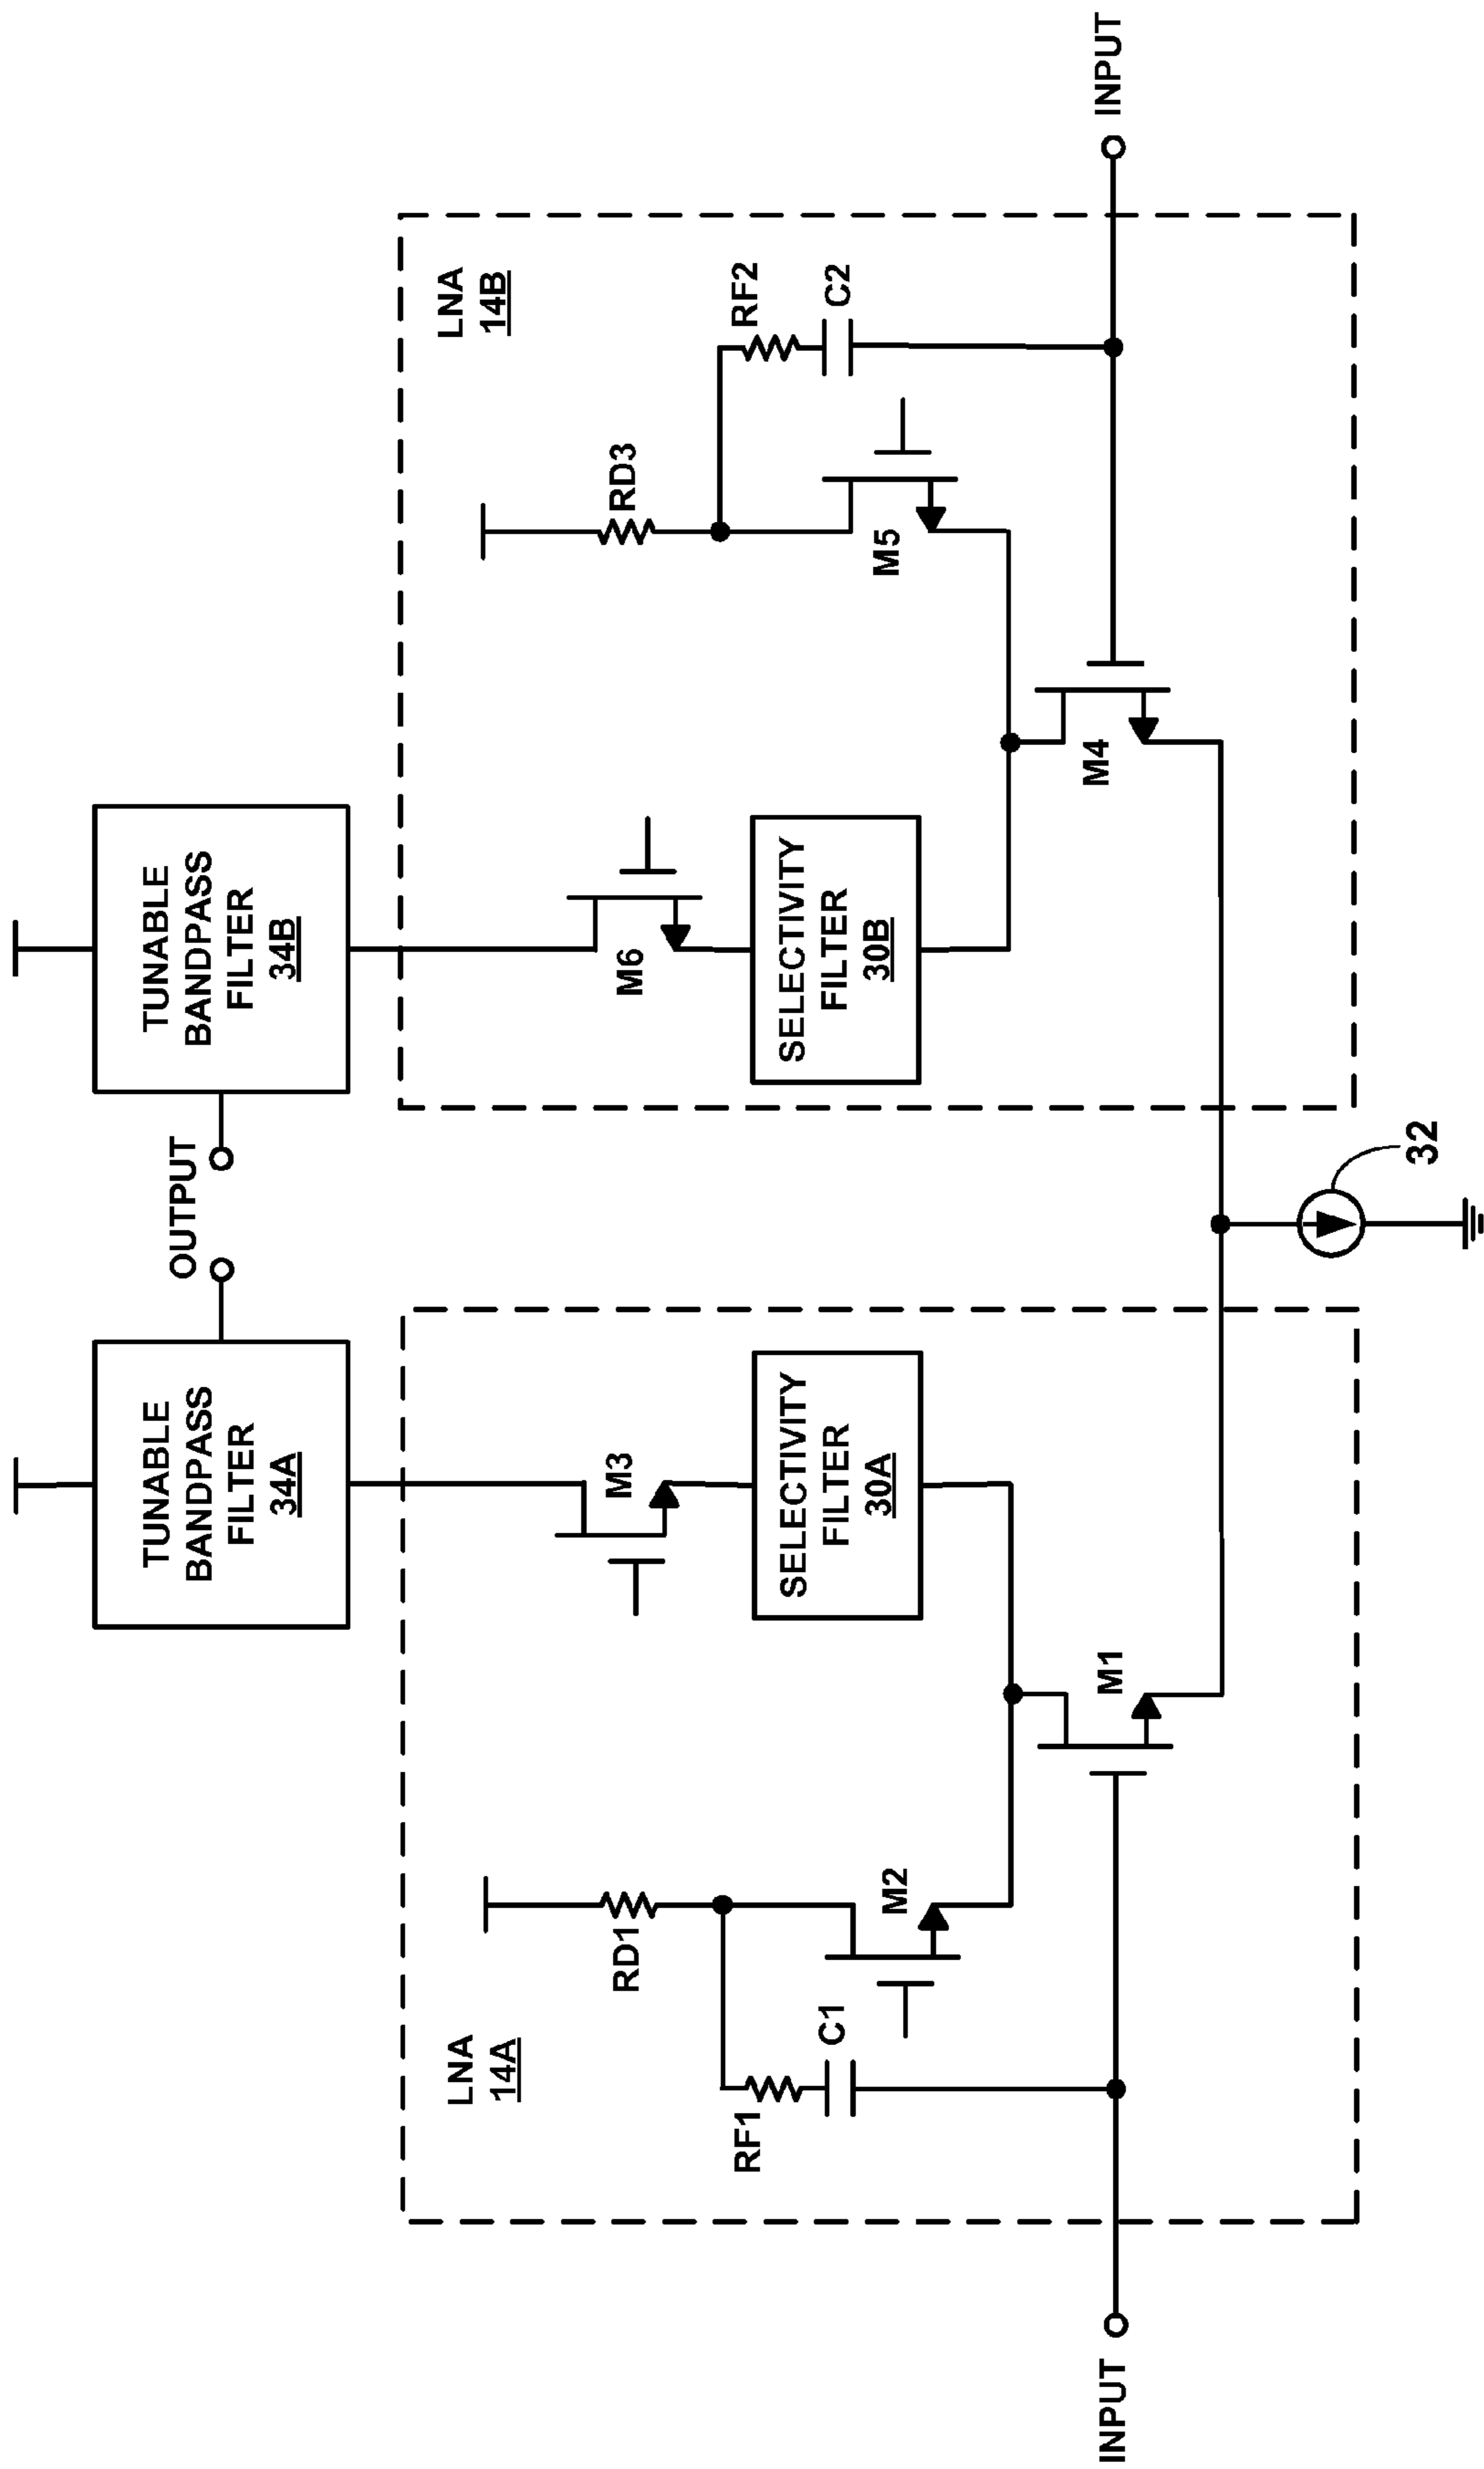 TUNABLE
BANDPASS
FILTER
34A
OUTPUT
TUNABLE
BANDPASS
FILTER
34B
LNA
14A
RD1
M3
M6
RD3
LNA
14B
RF1
C1
M2
SELECTIVITY
FILTER
30A
SELECTIVITY
FILTER
30B
M5
RF2
C2
INPUT
M1
M4
INPUT
32